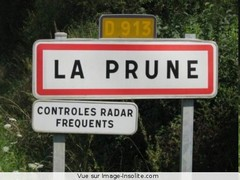 D 913
LA PRUNE
CONTROLES RADAR
FREQUENTS
Vue sur Image-Insolite.com